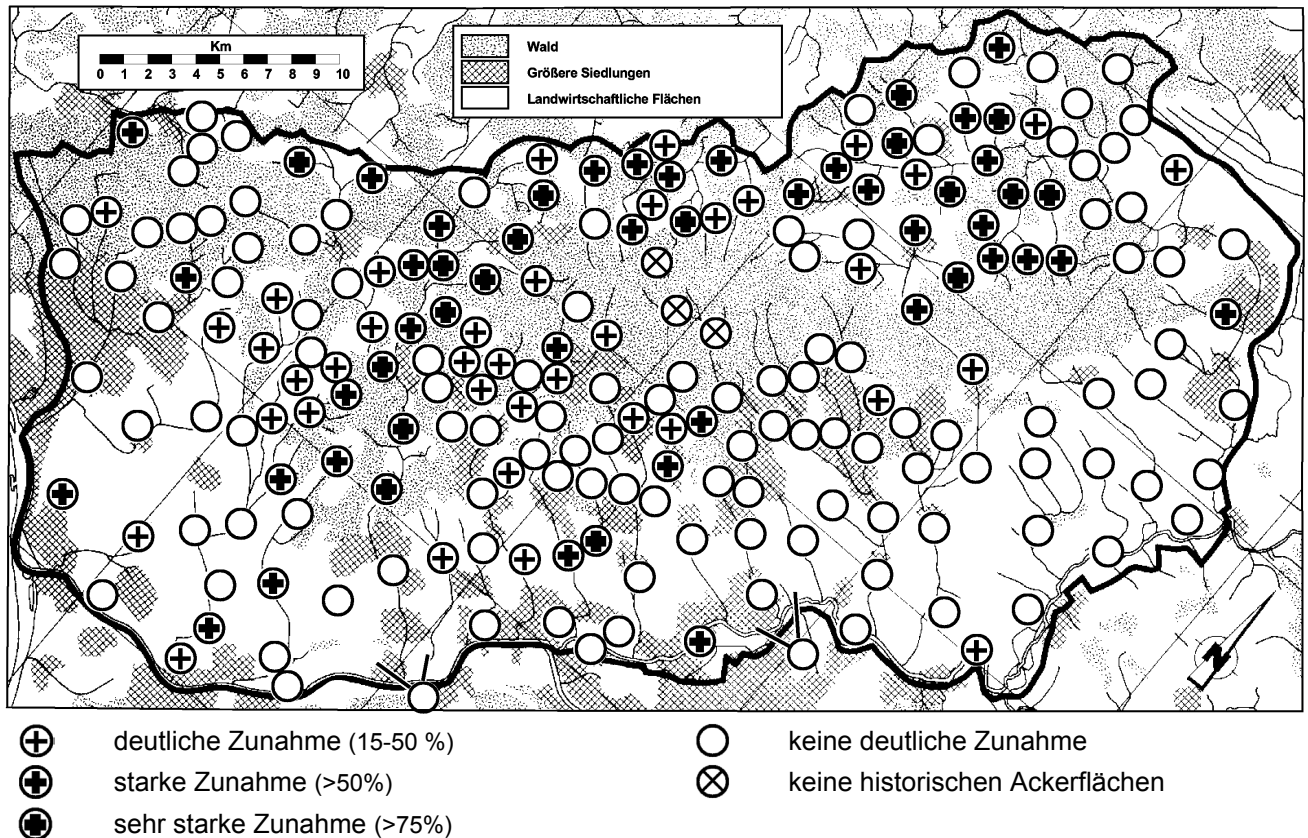 Km
0 1 2 3 4 5 6 7 8 9 10
Wald
Größere Siedlungen
Landwirtschaftliche Flächen
N
deutliche Zunahme (15-50 %)
starke Zunahme (>50%)
sehr starke Zunahme (>75%)
keine deutliche Zunahme
keine historischen Ackerflächen